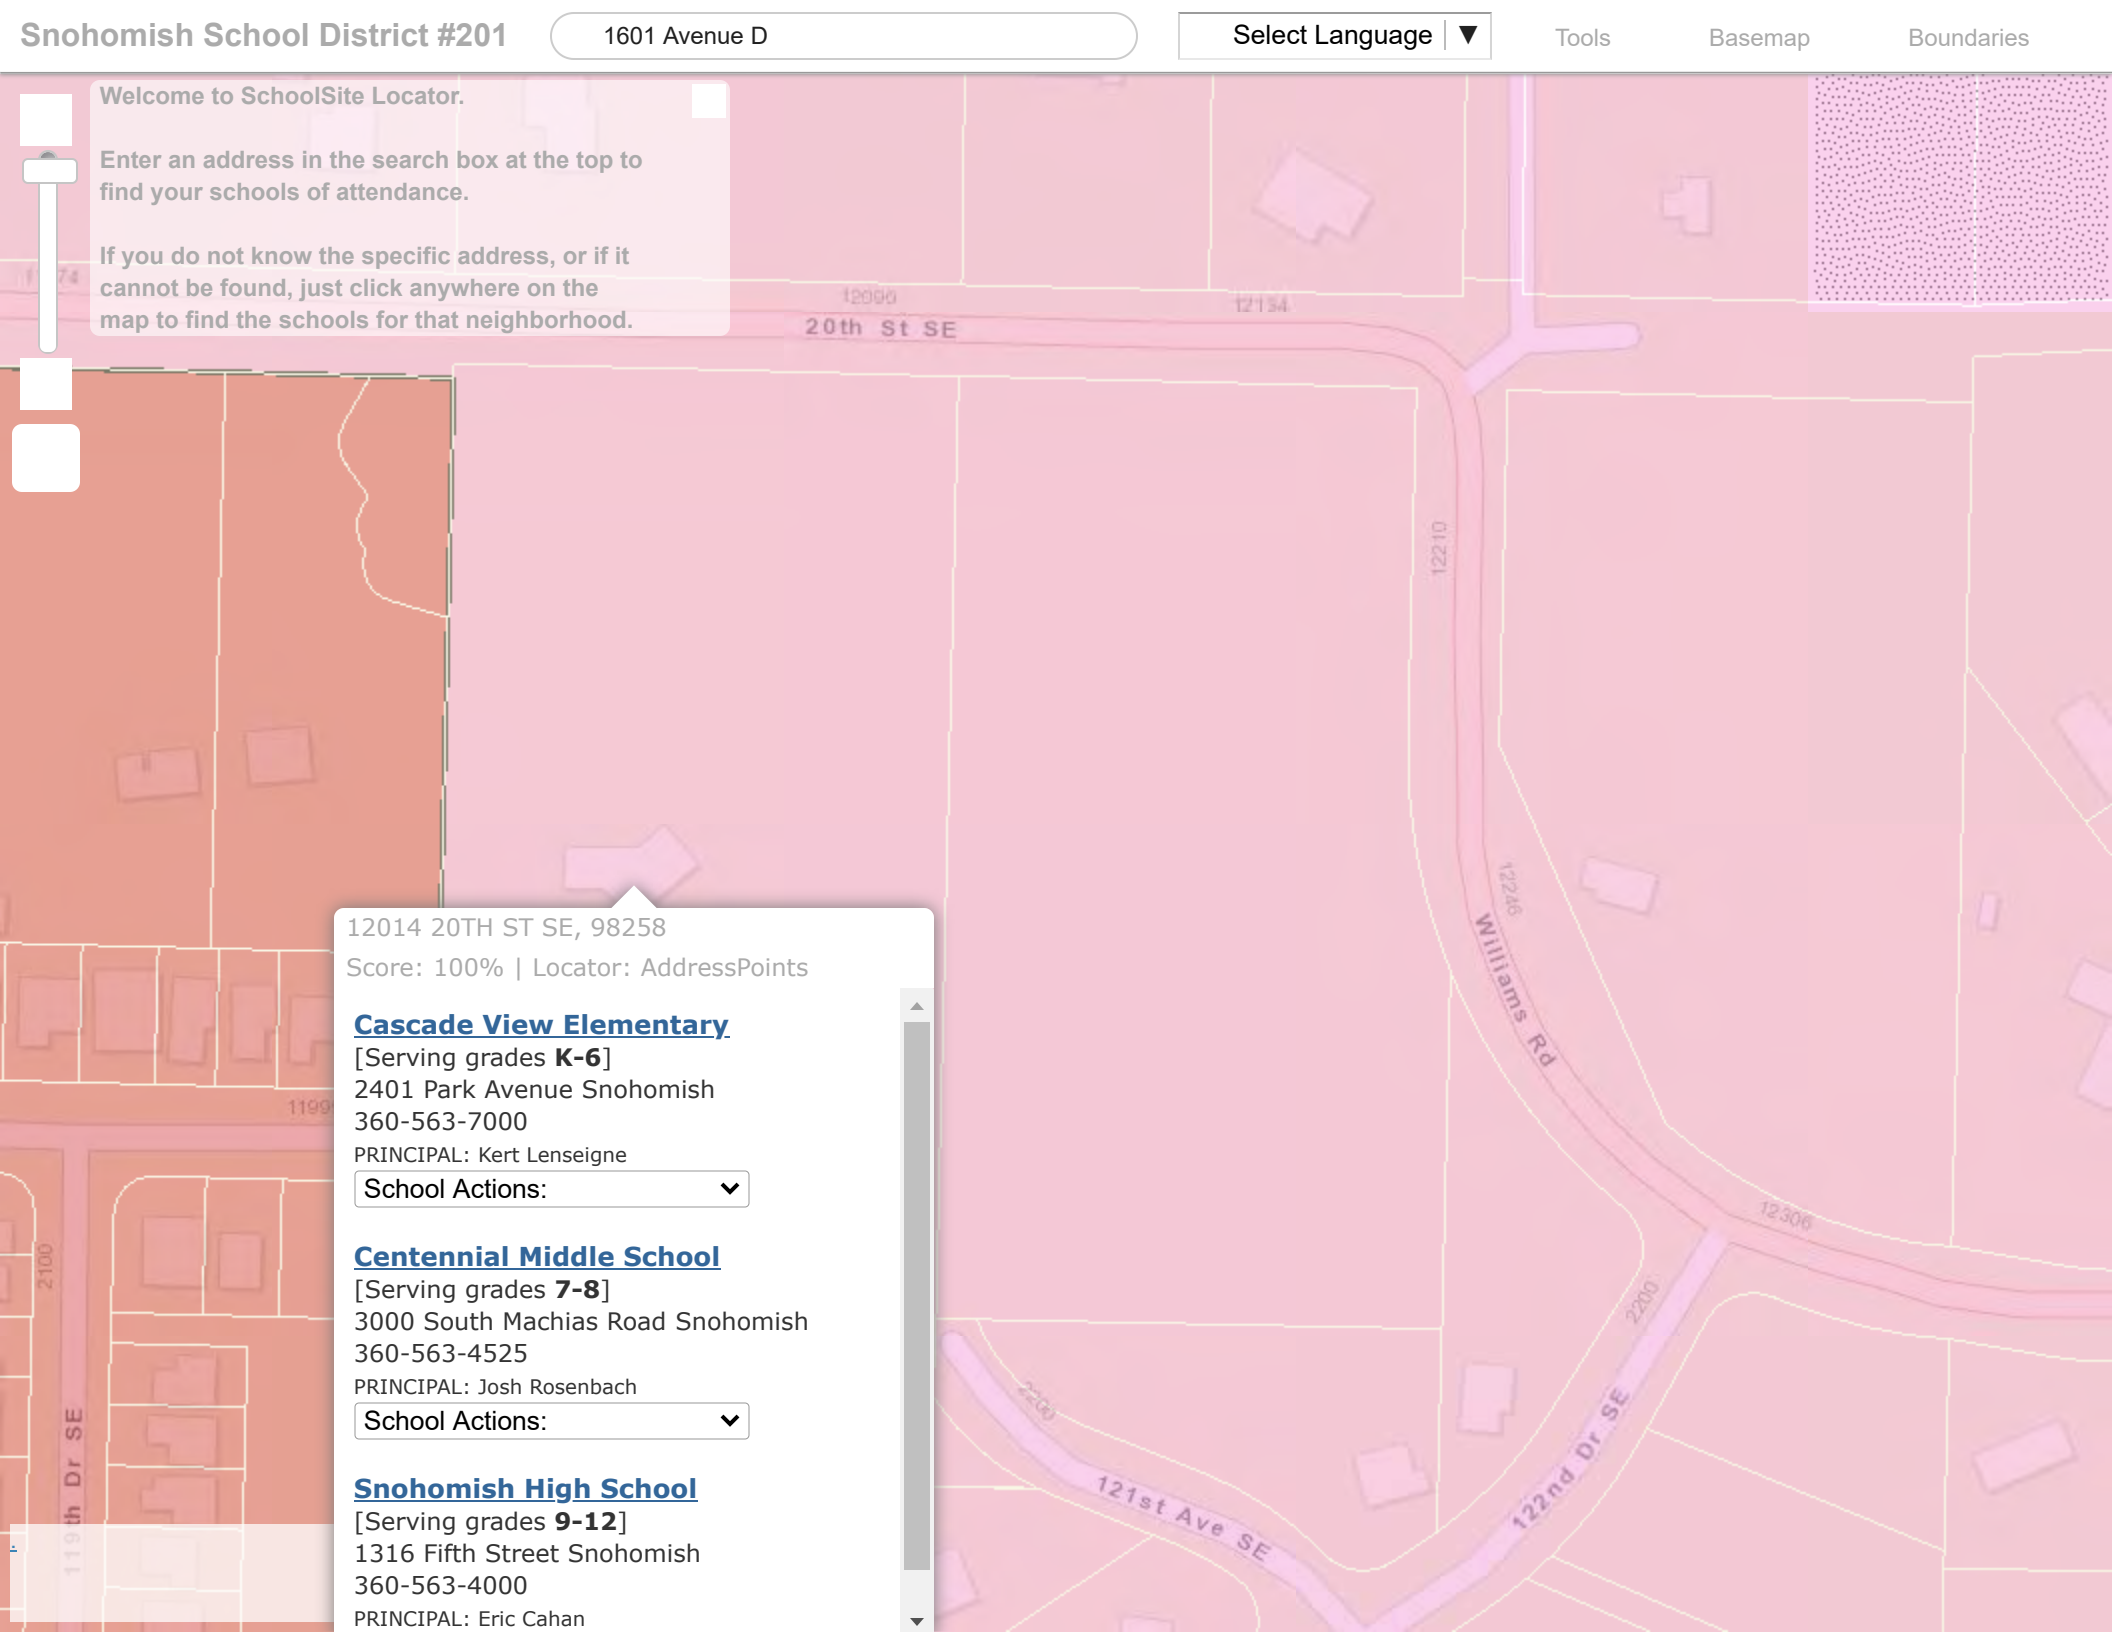 Snohomish School District #201
1601 Avenue D
Select Language ▼
Tools
Basemap
Boundaries
Welcome to SchoolSite Locator.
Enter an address in the search box at the top to
find your schools of attendance.
If you do not know the specific address, or if it
cannot be found, just click anywhere on the
map to find the schools for that neighborhood.
12090
12134
20th St SE
12210
12246
Williams Rd
12014 20TH ST SE, 98258
Score: 100% | Locator: AddressPoints
Cascade View Elementary
[Serving grades K-6]
2401 Park Avenue Snohomish
360-563-7000
PRINCIPAL: Kert Lenseigne
School Actions:
Centennial Middle School
[Serving grades 7-8]
3000 South Machias Road Snohomish
360-563-4525
PRINCIPAL: Josh Rosenbach
School Actions:
Snohomish High School
[Serving grades 9-12]
1316 Fifth Street Snohomish
360-563-4000
PRINCIPAL: Eric Cahan
2100
119th Dr SE
12306
2200
2200
121st Ave SE
122nd Dr SE